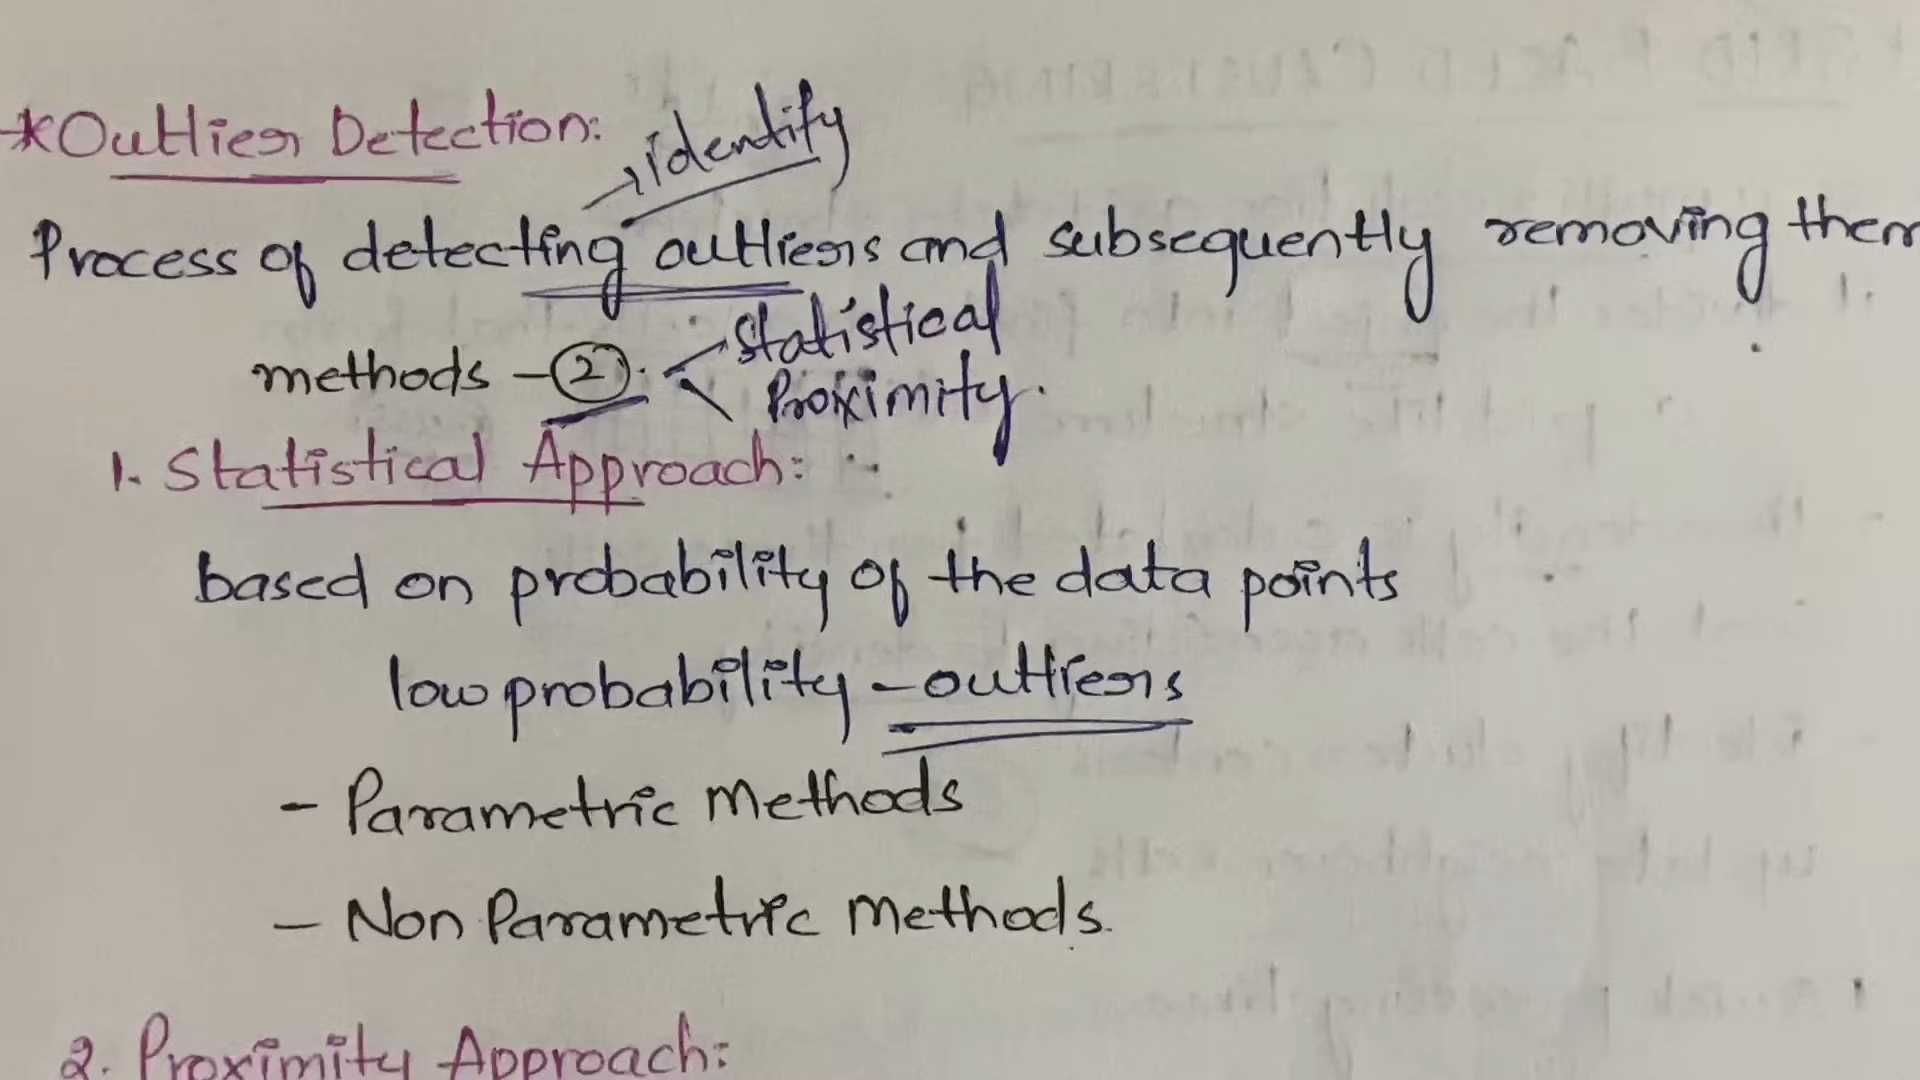 *Outlier Detection:
→identify
Process of detecting outliers and subsequently removing them
methods - ② . Statistical
Proximity.
1. Statistical Approach:
based on probability of the data points
low probability - outliers
- Parametric Methods
- Non Parametric Methods.
2. Proximity Approach: